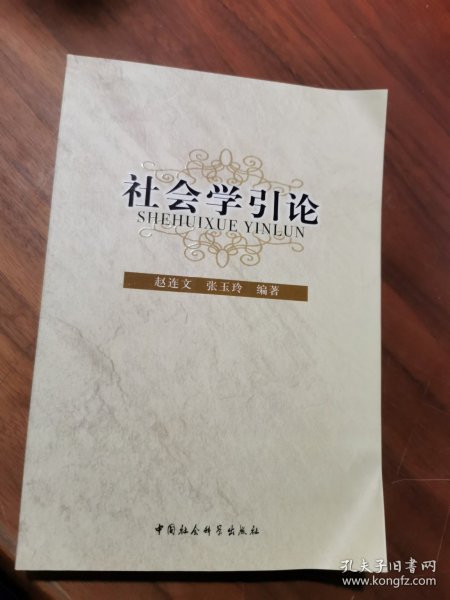 社会学引论
SHEHUIXUE YINLUN
赵连文 张玉玲 编著
中国社会科学出版社
孔夫子旧书网
www.kongfz.com